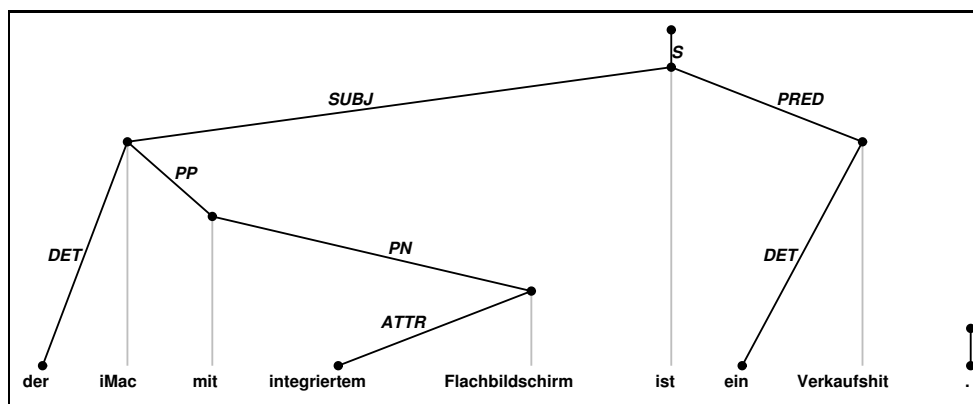 S
SUBJ PRED
PP
DET PN DET
ATTR
der iMac mit integriertem Flachbildschirm ist ein Verkaufshit .